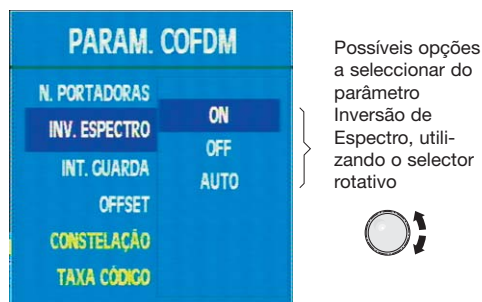 PARAM. COFDM
N. PORTADORAS
INV. ESPECTRO
INT. GUARDA
OFFSET
CONSTELAÇÃO
TAXA CÓDIGO
ON
OFF
AUTO
Possíveis opções
a seleccionar do
parâmetro
Inversão de
Espectro, utili-
zando o selector
rotativo